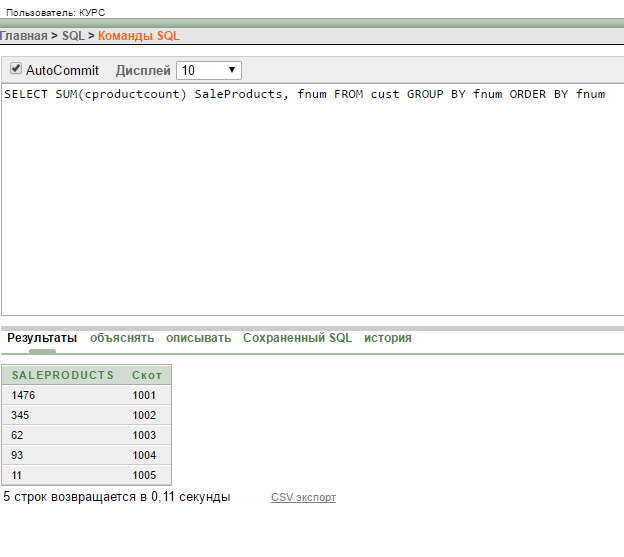 Пользователь: КУРС
Главная > SQL > Команды SQL
AutoCommit Дисплей 10
SELECT SUM(cproductcount) SaleProducts, fnum FROM cust GROUP BY fnum ORDER BY fnum
Результаты объяснять описывать Сохраненный SQL история
SALEPRODUCTS Скот
1476 1001
345 1002
62 1003
93 1004
11 1005
5 строк возвращается в 0,11 секунды CSV экспорт